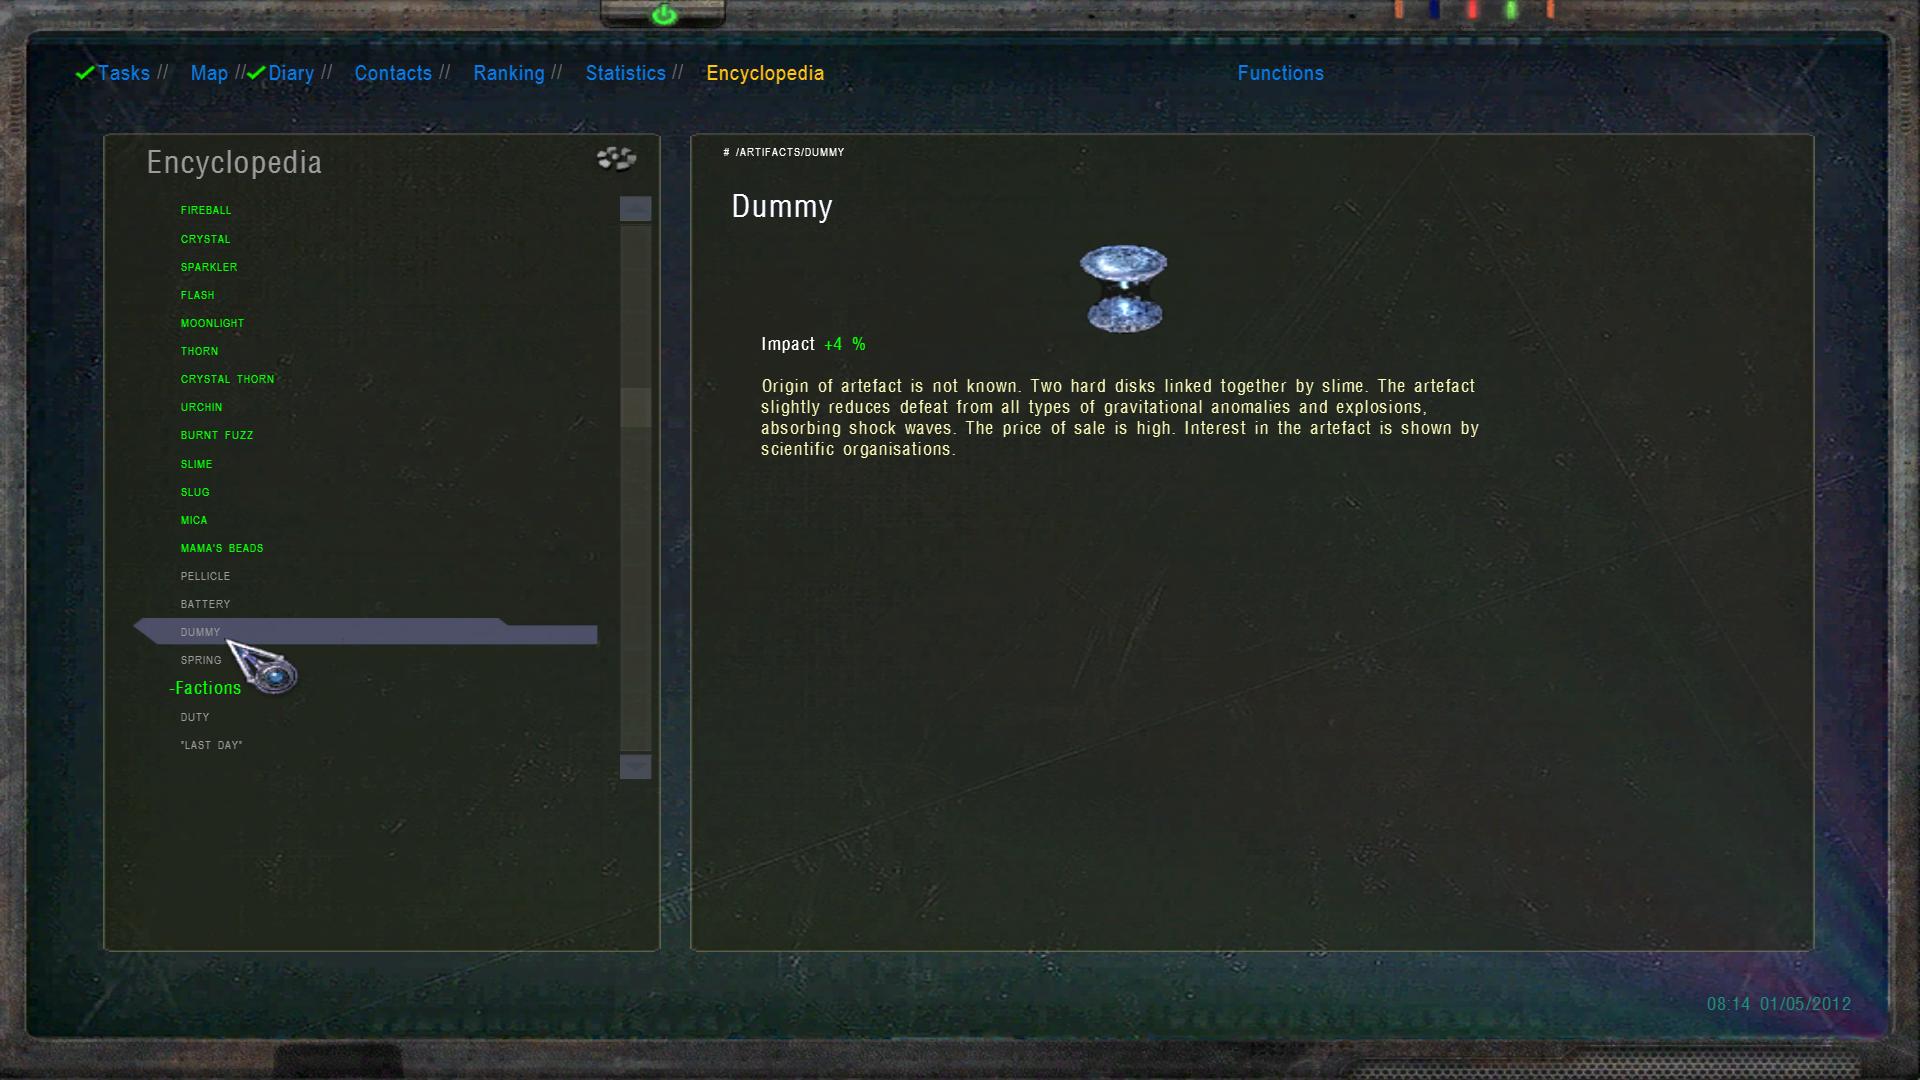 Tasks // Map // Diary // Contacts // Ranking // Statistics // Encyclopedia
Functions
Encyclopedia
FIREBALL
CRYSTAL
SPARKLER
FLASH
MOONLIGHT
THORN
CRYSTAL THORN
URCHIN
BURNT FUZZ
SLIME
SLUG
MICA
MAMA'S BEADS
PELLICLE
BATTERY
DUMMY
SPRING
-Factions
DUTY
"LAST DAY"
# /ARTIFACTS/DUMMY
Dummy
Impact +4 %
Origin of artefact is not known. Two hard disks linked together by slime. The artefact
slightly reduces defeat from all types of gravitational anomalies and explosions,
absorbing shock waves. The price of sale is high. Interest in the artefact is shown by
scientific organisations.
08:14 01/05/2012